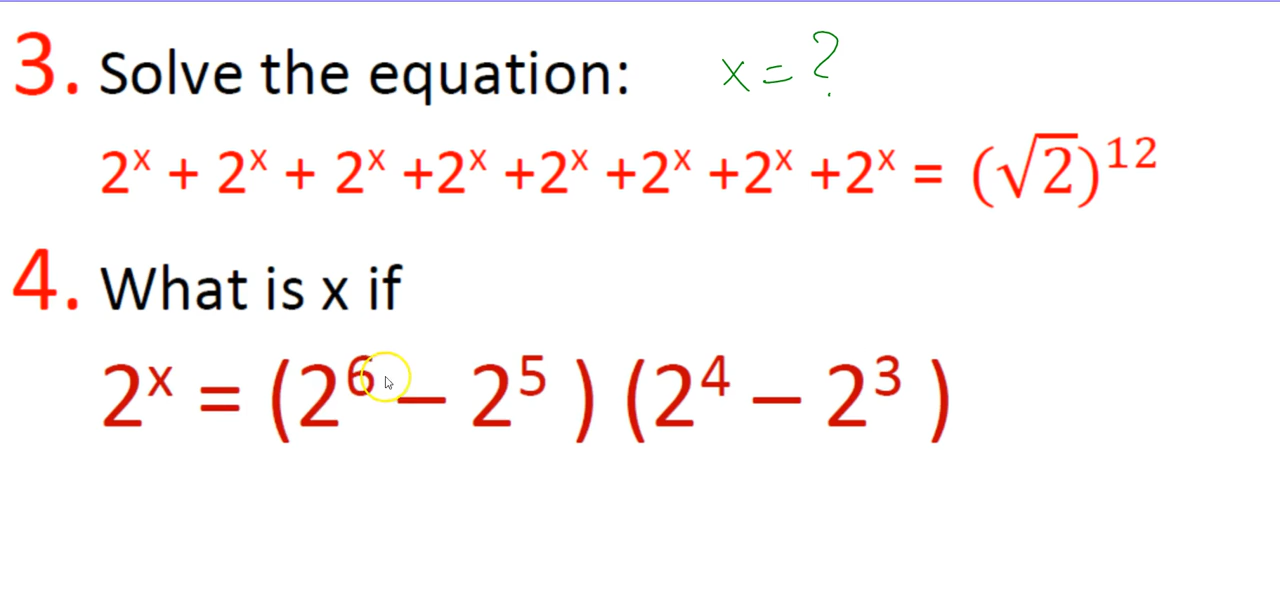 3. Solve the equation: x = ?
2ˣ + 2ˣ + 2ˣ +2ˣ +2ˣ +2ˣ +2ˣ +2ˣ = (√2)¹²
4. What is x if
2ˣ = (2⁶ – 2⁵ ) (2⁴ – 2³ )